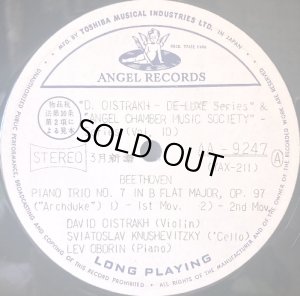 MFD. BY TOSHIBA MUSICAL INDUSTRIES LTD. IN JAPAN.
ANGEL RECORDS
"D. OISTRAKH - DE-LUXE Series" &
"ANGEL CHAMBER MUSIC SOCIETY" -
SOLD OUT
STEREO
AA-9247
A
BEETHOVEN
PIANO TRIO NO. 7 IN B FLAT MAJOR, OP. 97
("Archduke") 1) - 1st Mov. 2) - 2nd Mov.
DAVID OISTRAKH (Violin)
SVIATOSLAV KNUSHEVITZKY ('Cello)
LEV OBORIN (Piano)
LONG PLAYING
UNAUTHORIZED PUBLIC PERFORMANCE, BROADCASTING AND COPYING OF THIS RECORD PROHIBITED.
ALL RIGHTS OF THE MANUFACTURER AND OF THE OWNER OF THE RECORDED WORK RESERVED.